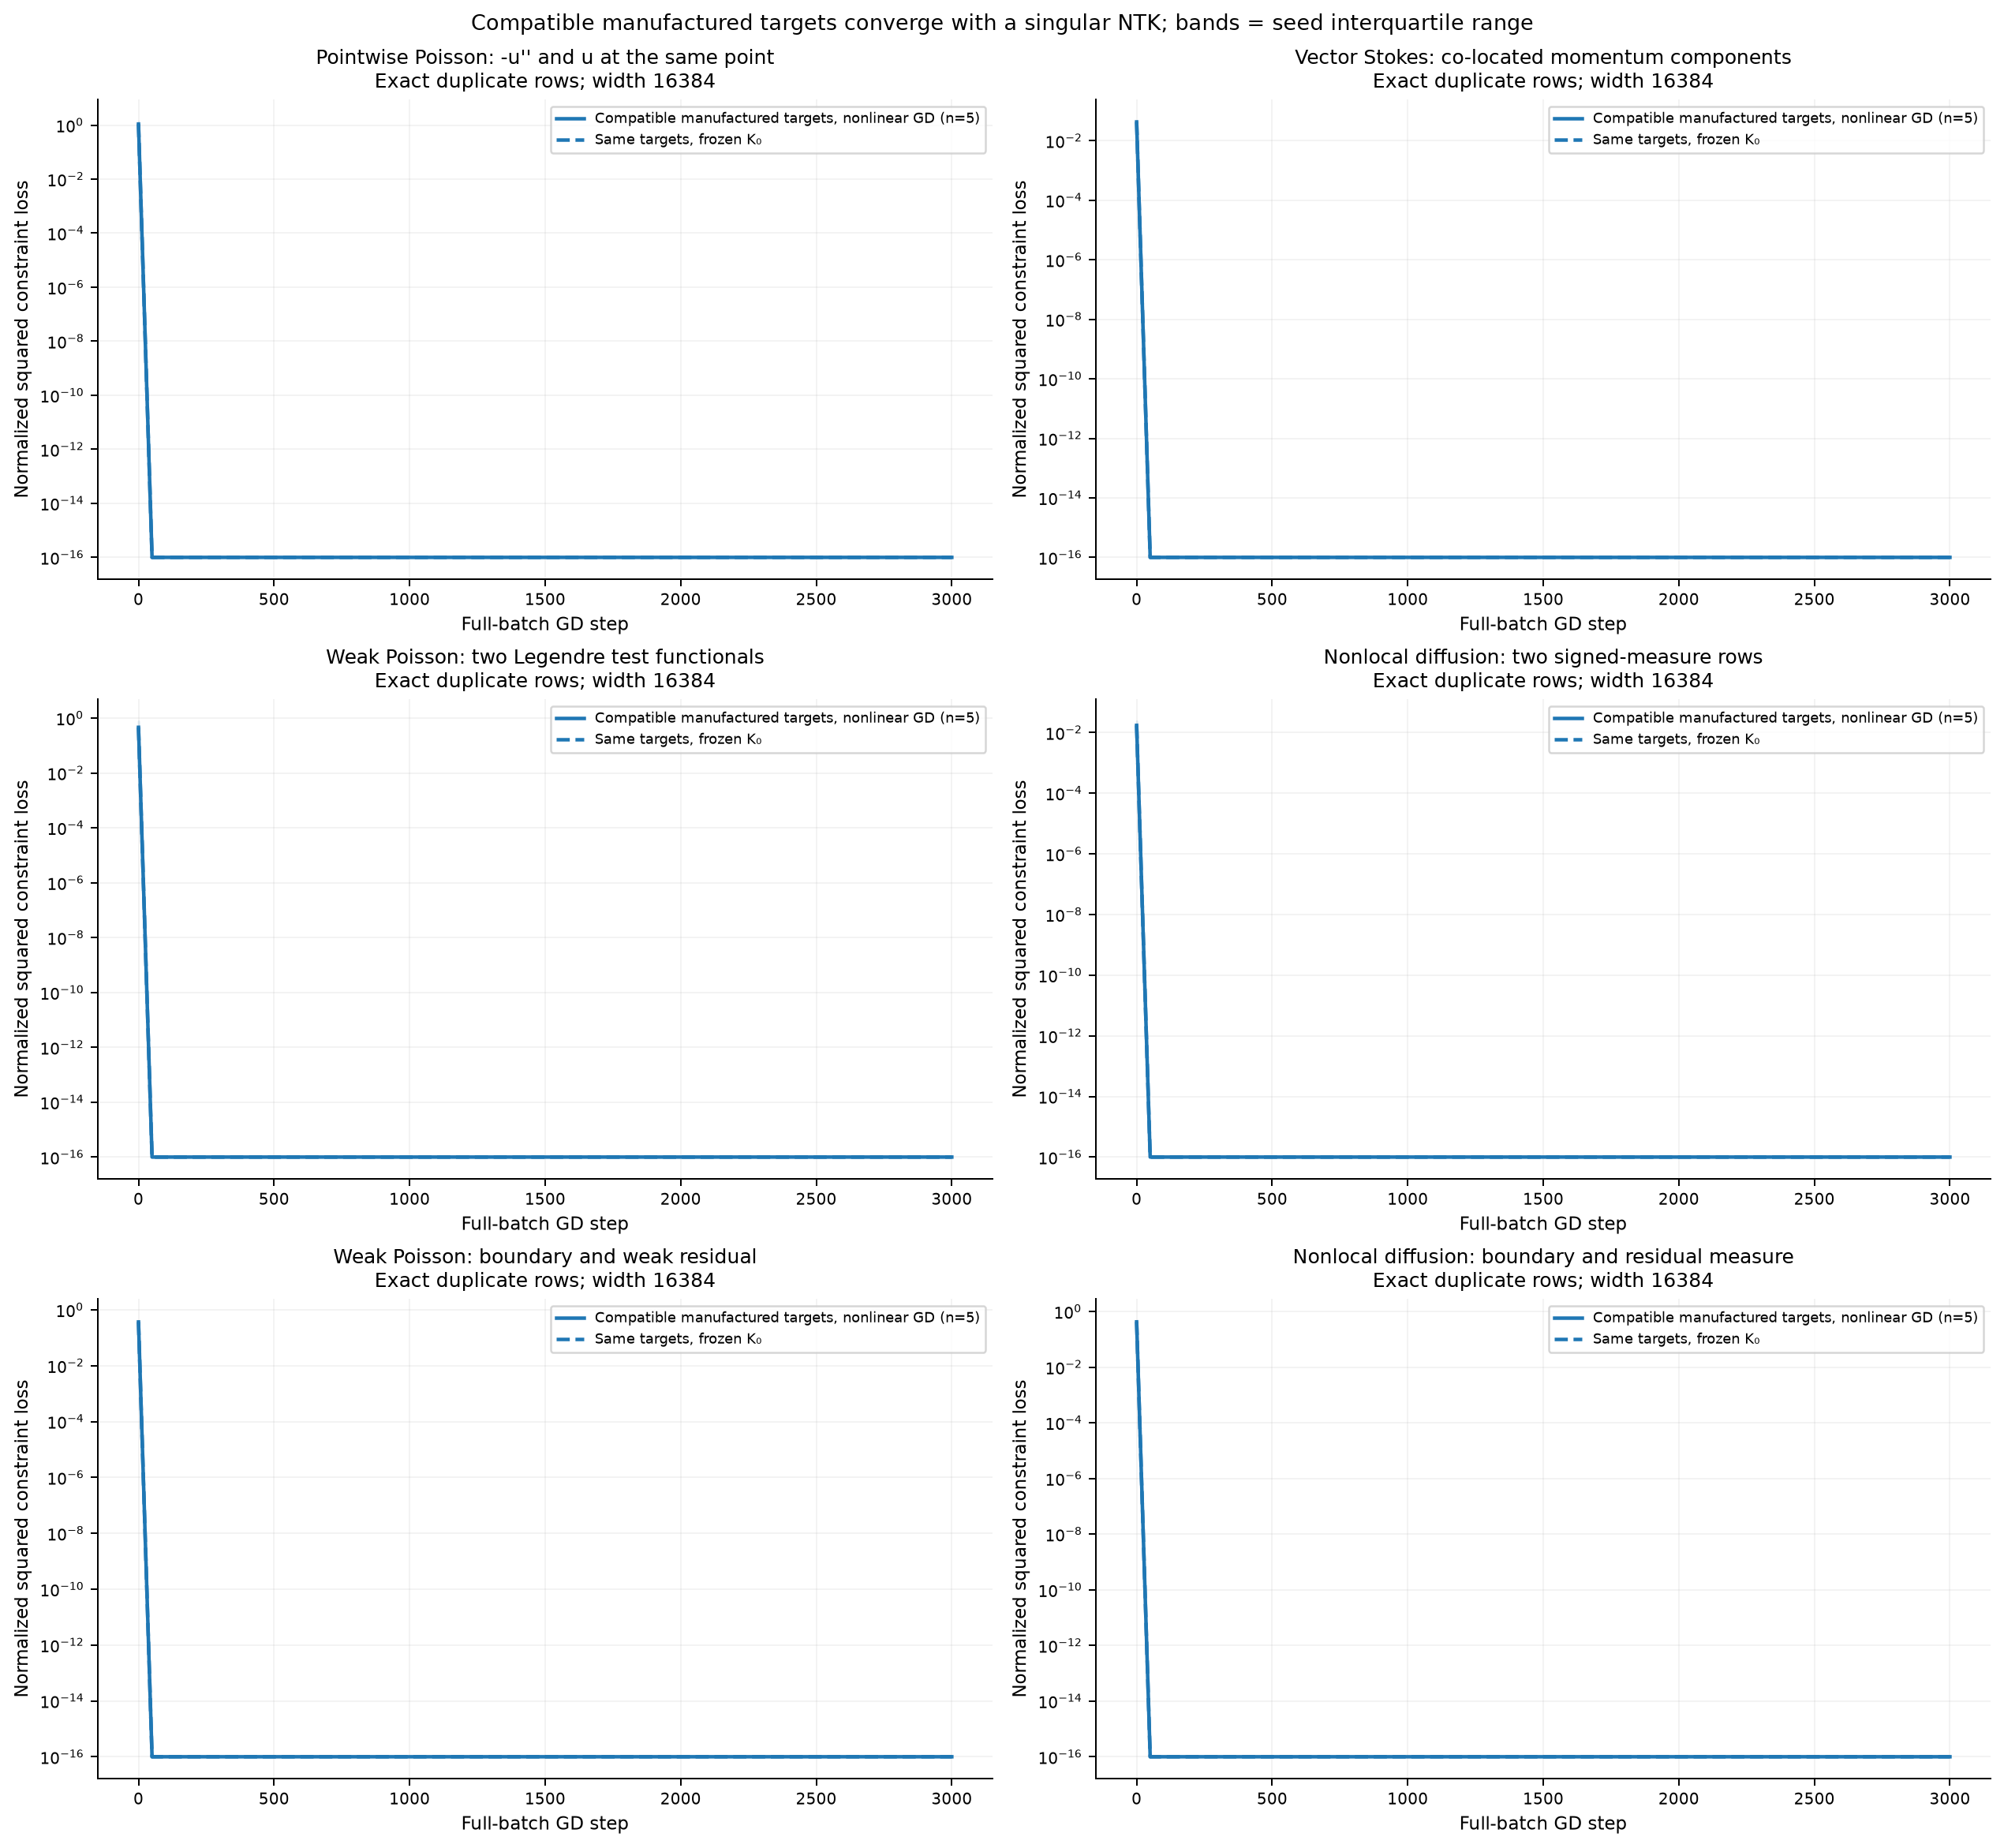 Compatible manufactured targets converge with a singular NTK; bands = seed interquartile range
Pointwise Poisson: -u'' and u at the same point
Exact duplicate rows; width 16384
Compatible manufactured targets, nonlinear GD (n=5)
Same targets, frozen K₀
Normalized squared constraint loss
10⁰
10⁻²
10⁻⁴
10⁻⁶
10⁻⁸
10⁻¹⁰
10⁻¹²
10⁻¹⁴
10⁻¹⁶
0 500 1000 1500 2000 2500 3000
Full-batch GD step
Vector Stokes: co-located momentum components
Exact duplicate rows; width 16384
Compatible manufactured targets, nonlinear GD (n=5)
Same targets, frozen K₀
Normalized squared constraint loss
10⁻²
10⁻⁴
10⁻⁶
10⁻⁸
10⁻¹⁰
10⁻¹²
10⁻¹⁴
10⁻¹⁶
0 500 1000 1500 2000 2500 3000
Full-batch GD step
Weak Poisson: two Legendre test functionals
Exact duplicate rows; width 16384
Compatible manufactured targets, nonlinear GD (n=5)
Same targets, frozen K₀
Normalized squared constraint loss
10⁰
10⁻²
10⁻⁴
10⁻⁶
10⁻⁸
10⁻¹⁰
10⁻¹²
10⁻¹⁴
10⁻¹⁶
0 500 1000 1500 2000 2500 3000
Full-batch GD step
Nonlocal diffusion: two signed-measure rows
Exact duplicate rows; width 16384
Compatible manufactured targets, nonlinear GD (n=5)
Same targets, frozen K₀
Normalized squared constraint loss
10⁻²
10⁻⁴
10⁻⁶
10⁻⁸
10⁻¹⁰
10⁻¹²
10⁻¹⁴
10⁻¹⁶
0 500 1000 1500 2000 2500 3000
Full-batch GD step
Weak Poisson: boundary and weak residual
Exact duplicate rows; width 16384
Compatible manufactured targets, nonlinear GD (n=5)
Same targets, frozen K₀
Normalized squared constraint loss
10⁰
10⁻²
10⁻⁴
10⁻⁶
10⁻⁸
10⁻¹⁰
10⁻¹²
10⁻¹⁴
10⁻¹⁶
0 500 1000 1500 2000 2500 3000
Full-batch GD step
Nonlocal diffusion: boundary and residual measure
Exact duplicate rows; width 16384
Compatible manufactured targets, nonlinear GD (n=5)
Same targets, frozen K₀
Normalized squared constraint loss
10⁰
10⁻²
10⁻⁴
10⁻⁶
10⁻⁸
10⁻¹⁰
10⁻¹²
10⁻¹⁴
10⁻¹⁶
0 500 1000 1500 2000 2500 3000
Full-batch GD step